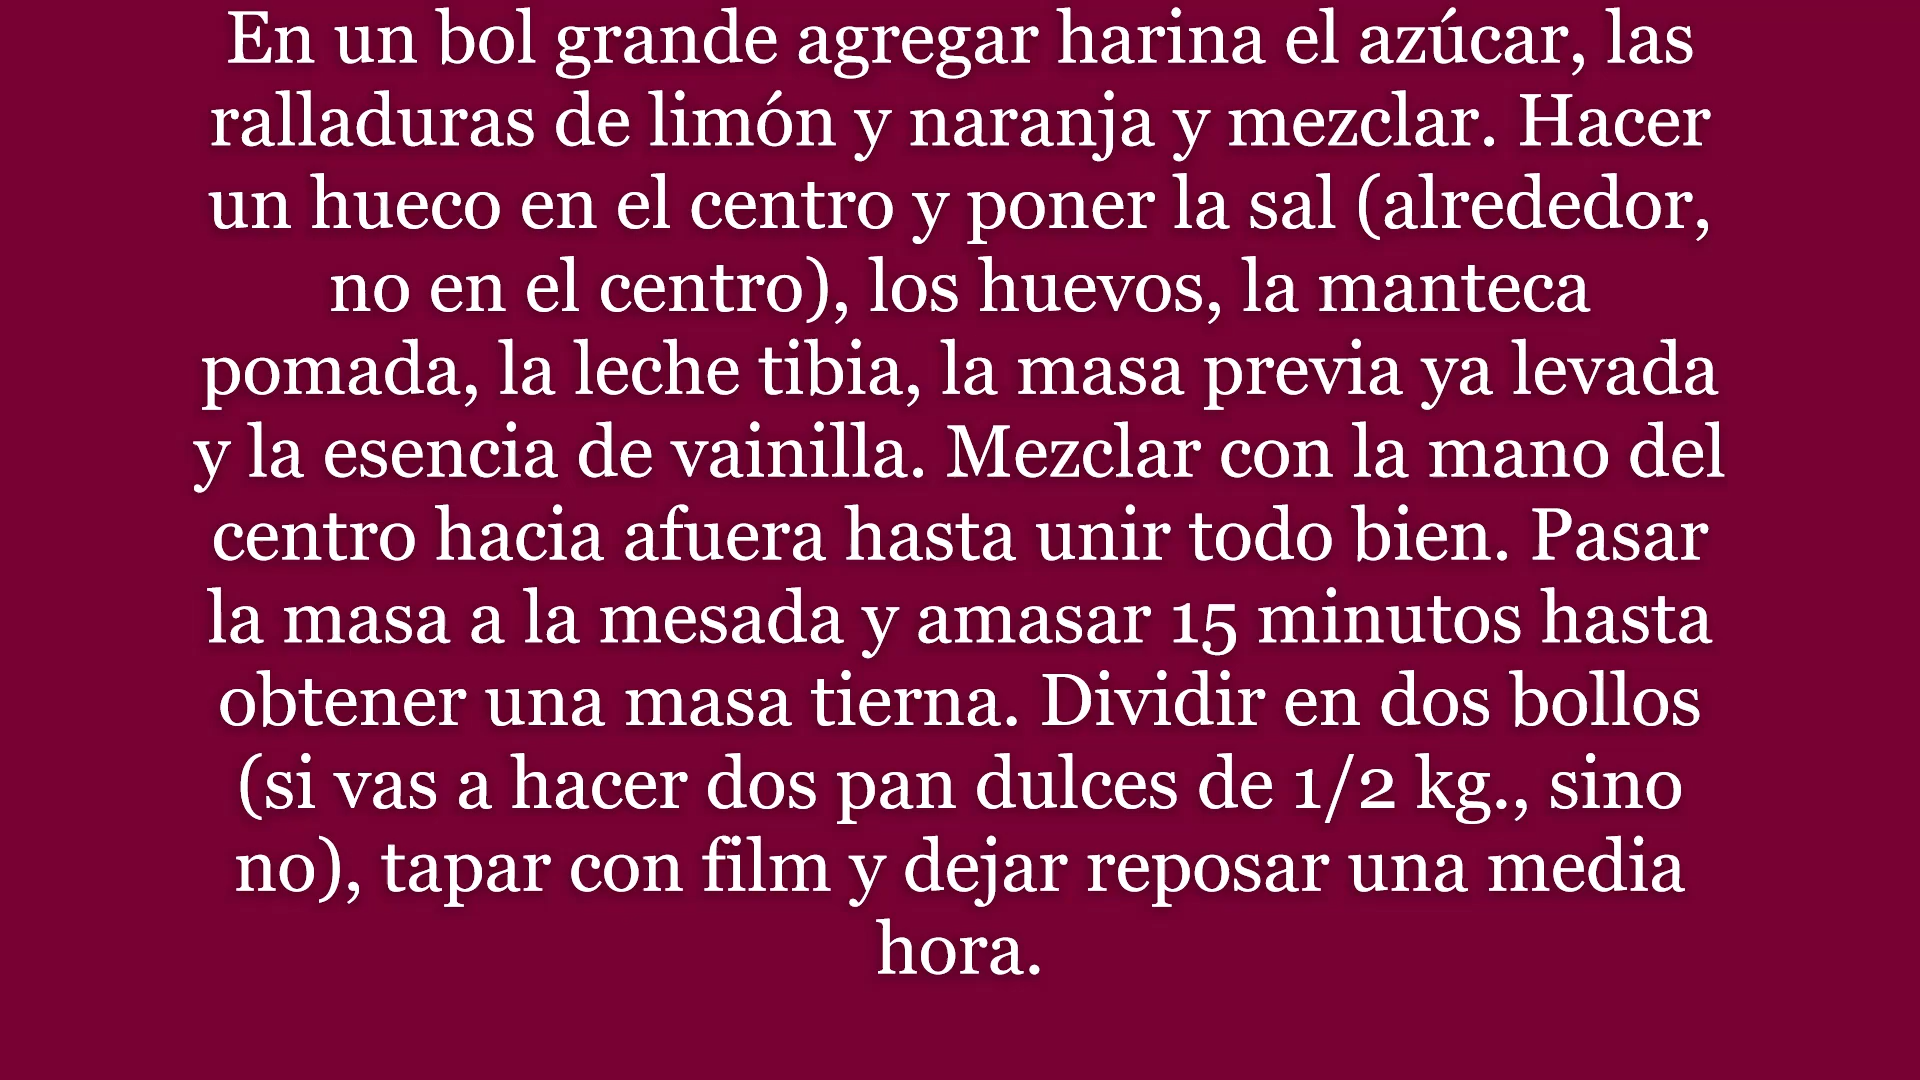 En un bol grande agregar harina el azúcar, las
ralladuras de limón y naranja y mezclar. Hacer
un hueco en el centro y poner la sal (alrededor,
no en el centro), los huevos, la manteca
pomada, la leche tibia, la masa previa ya levada
y la esencia de vainilla. Mezclar con la mano del
centro hacia afuera hasta unir todo bien. Pasar
la masa a la mesada y amasar 15 minutos hasta
obtener una masa tierna. Dividir en dos bollos
(si vas a hacer dos pan dulces de 1/2 kg., sino
no), tapar con film y dejar reposar una media
hora.